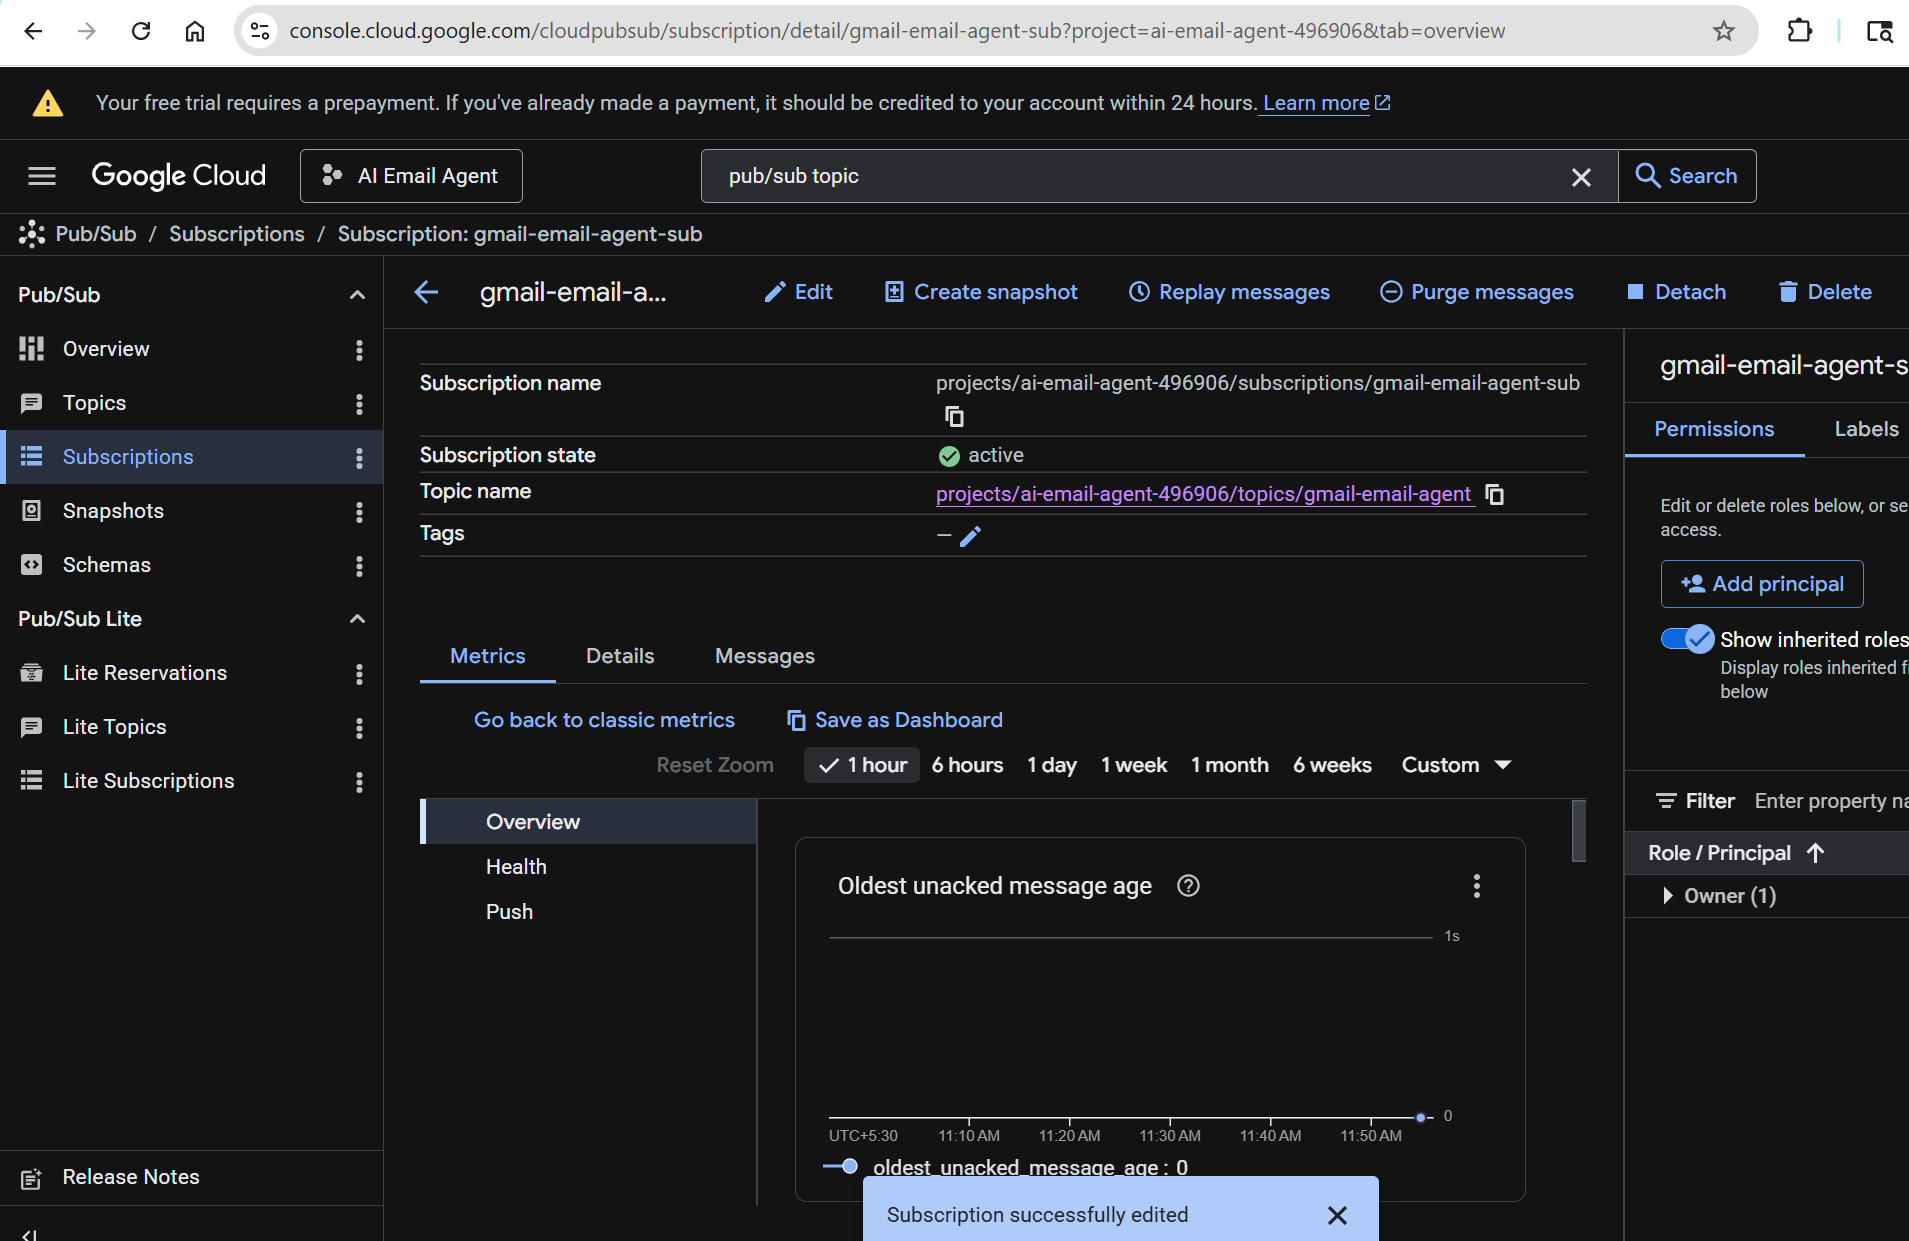 console.cloud.google.com/cloudpubsub/subscription/detail/gmail-email-agent-sub?project=ai-email-agent-496906&tab=overview
Your free trial requires a prepayment. If you've already made a payment, it should be credited to your account within 24 hours. Learn more
Google Cloud
AI Email Agent
pub/sub topic
Search
Pub/Sub / Subscriptions / Subscription: gmail-email-agent-sub
Pub/Sub
Overview
Topics
Subscriptions
Snapshots
Schemas
Pub/Sub Lite
Lite Reservations
Lite Topics
Lite Subscriptions
Release Notes
gmail-email-a...
Edit
Create snapshot
Replay messages
Purge messages
Detach
Delete
Subscription name
projects/ai-email-agent-496906/subscriptions/gmail-email-agent-sub
Subscription state
active
Topic name
projects/ai-email-agent-496906/topics/gmail-email-agent
Tags
—
Metrics
Details
Messages
Go back to classic metrics
Save as Dashboard
Reset Zoom
1 hour
6 hours
1 day
1 week
1 month
6 weeks
Custom
Overview
Health
Push
Oldest unacked message age
1s
0
UTC+5:30
11:10 AM
11:20 AM
11:30 AM
11:40 AM
11:50 AM
oldest_unacked_message_age : 0
Subscription successfully edited
gmail-email-agent-s
Permissions
Labels
Edit or delete roles below, or se
access.
Add principal
Show inherited roles
Display roles inherited f
below
Filter
Enter property na
Role / Principal
Owner (1)